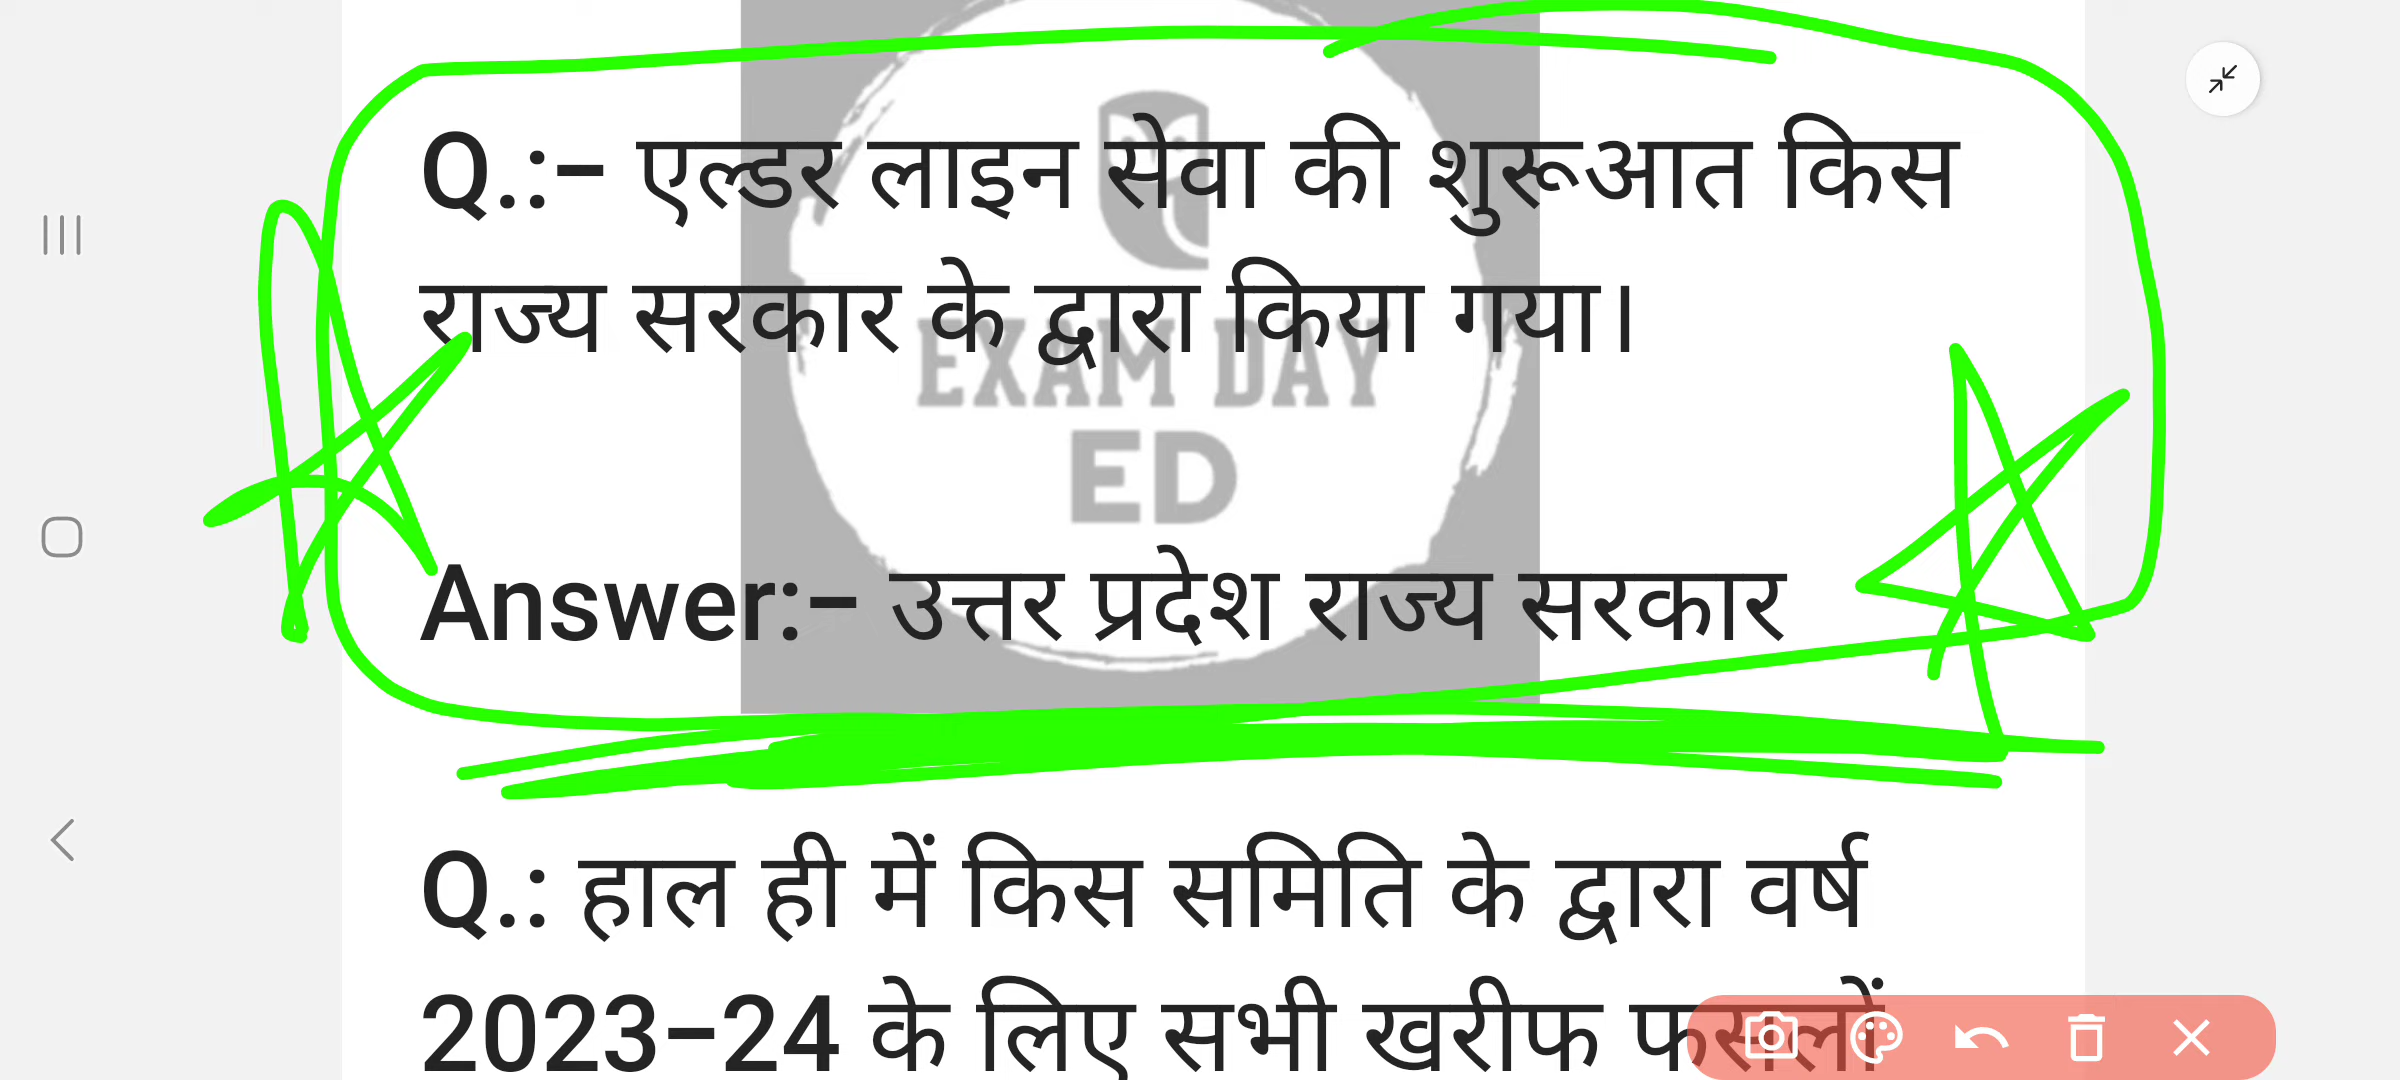 Q.:- एल्डर लाइन सेवा की शुरूआत किस
राज्य सरकार के द्वारा किया गया।
EXAM DAY
ED
Answer:- उत्तर प्रदेश राज्य सरकार
Q.: हाल ही में किस समिति के द्वारा वर्ष
2023-24 के लिए सभी खरीफ फसलों